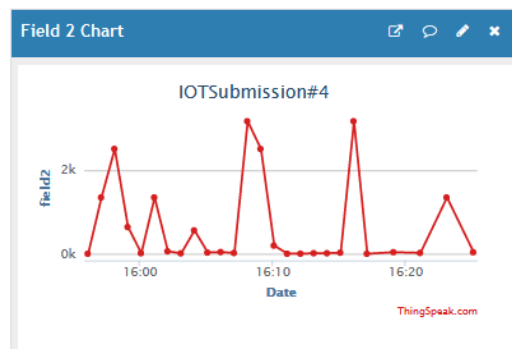 Field 2 Chart
IOTSubmission#4
field2
2k
0k
16:00 16:10 16:20
Date
ThingSpeak.com